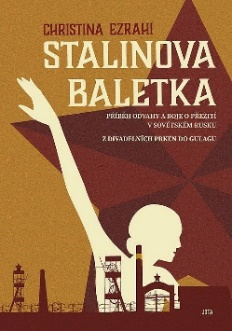 CHRISTINA EZRAHI
STALINOVA
BALETKA
PŘÍBĚH ODVAHY A BOJE O PŘEŽITÍ
V SOVĚTSKÉM RUSKU
Z DIVADELNÍCH PRKEN DO GULAGU
JOTA